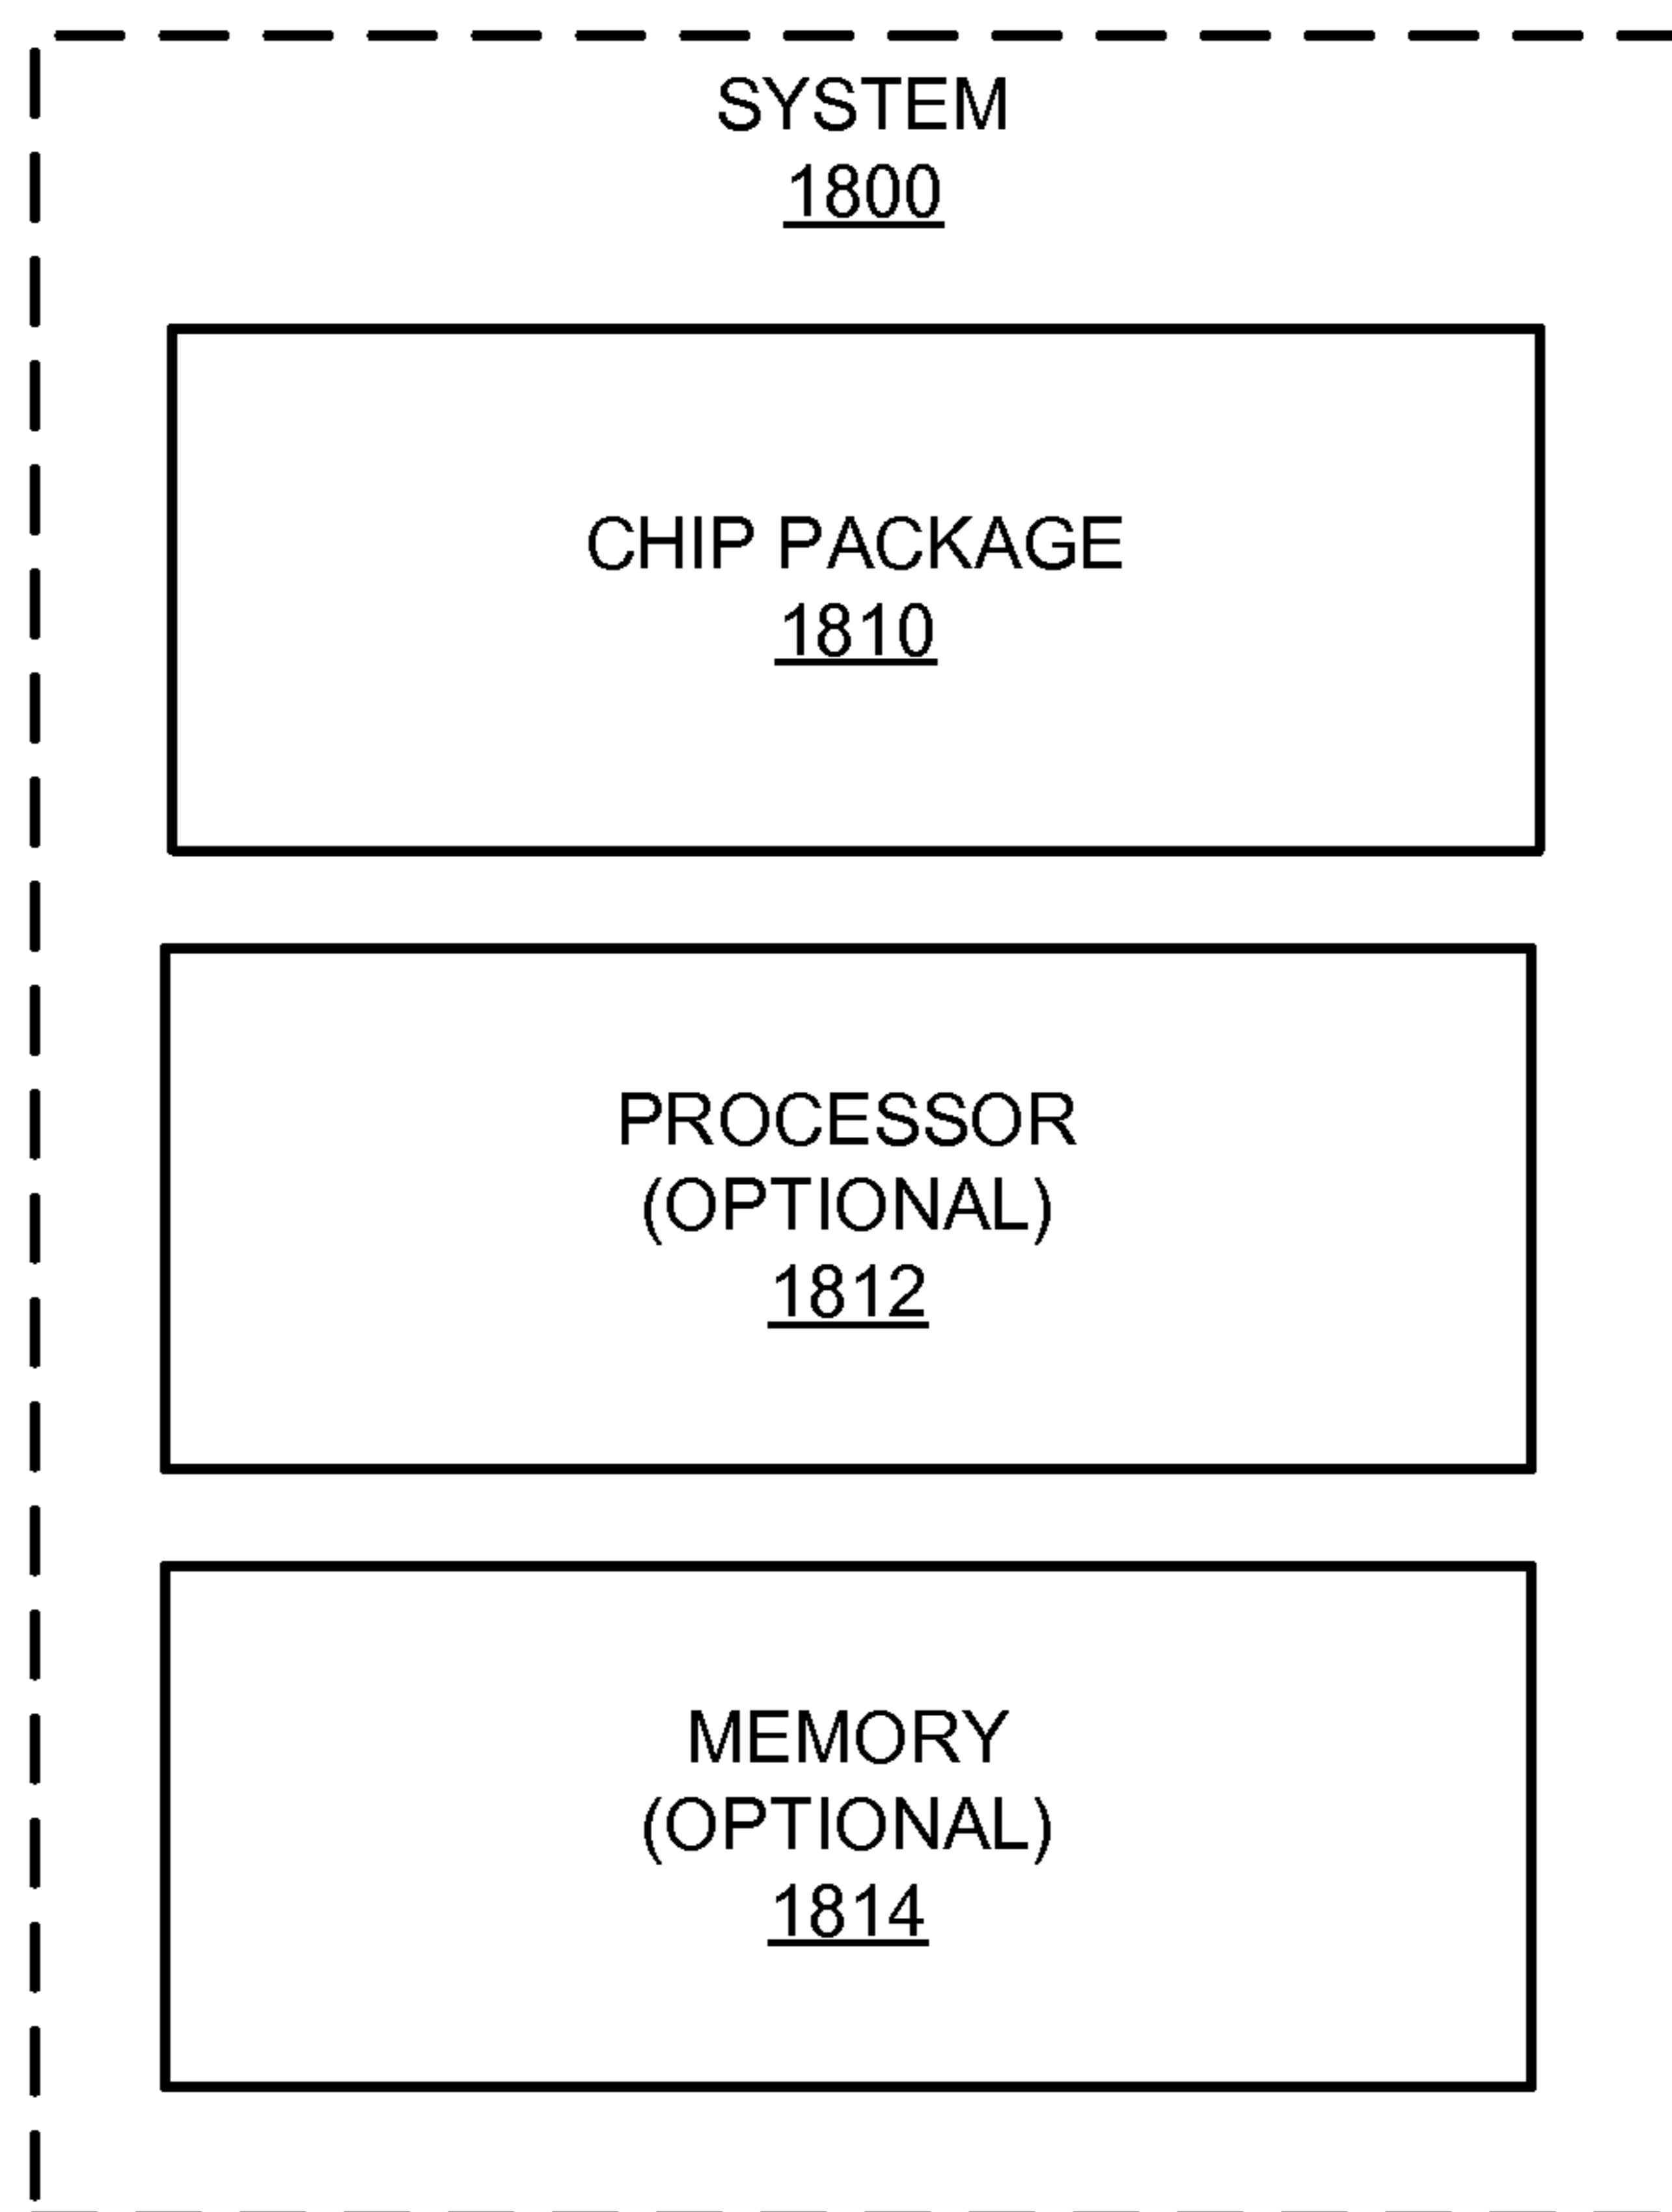 SYSTEM
1800
CHIP PACKAGE
1810
PROCESSOR
(OPTIONAL)
1812
MEMORY
(OPTIONAL)
1814